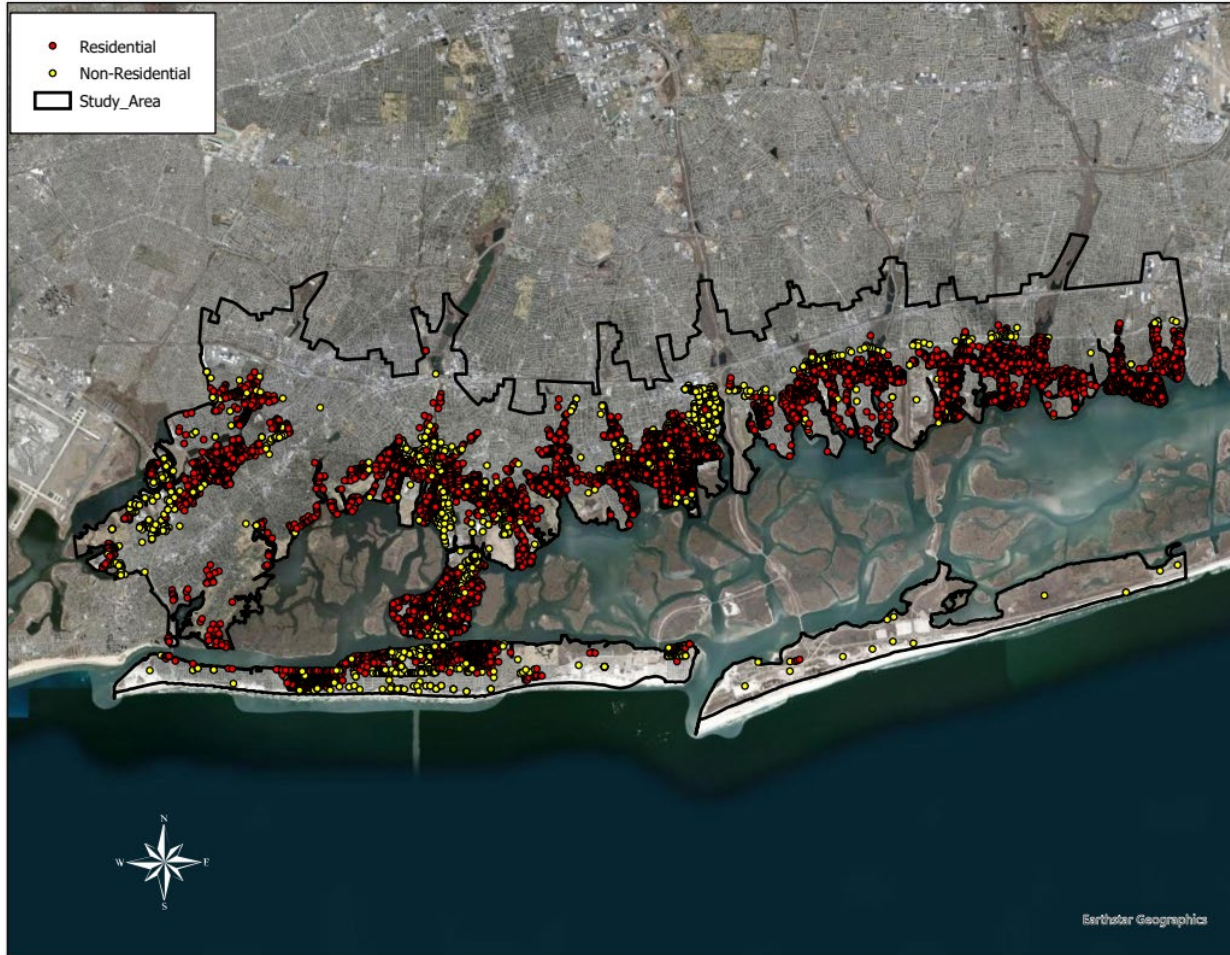 Residential
Non-Residential
Study_Area
N
W E
S
Earthstar Geographics